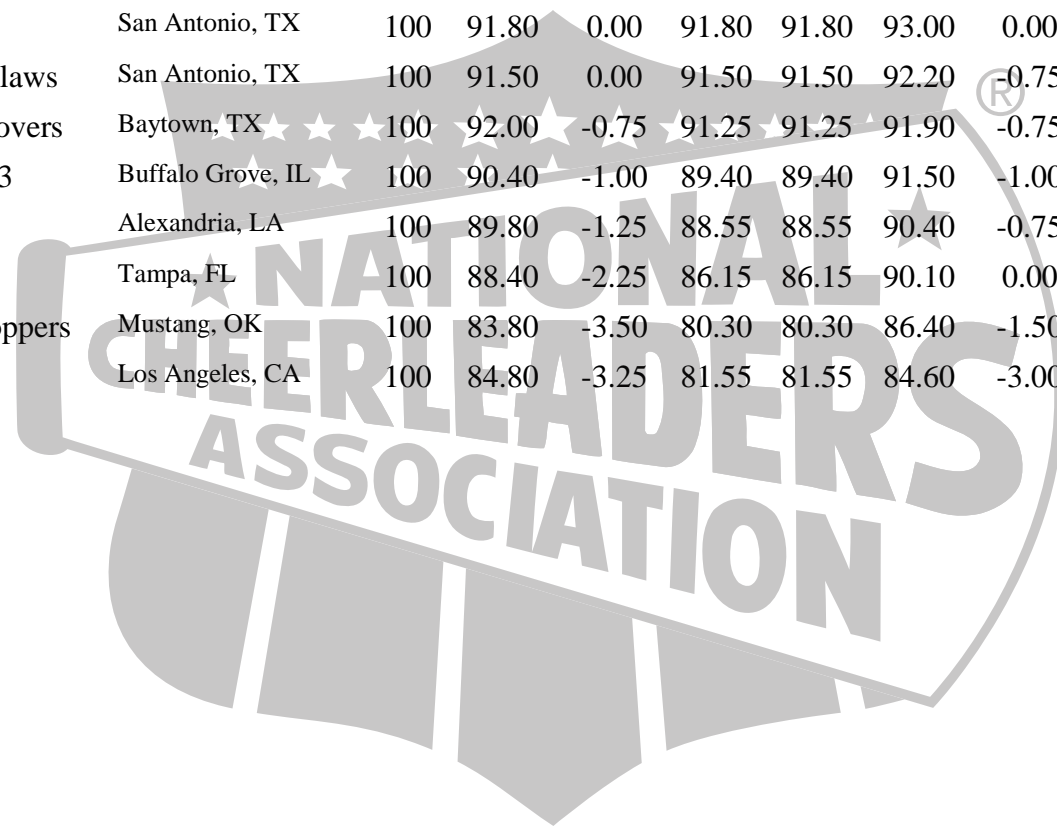 San Antonio, TX 100 91.80 0.00 91.80 91.80 93.00 0.00
laws San Antonio, TX 100 91.50 0.00 91.50 91.50 92.20 -0.75
overs Baytown, TX 100 92.00 -0.75 91.25 91.25 91.90 -0.75
3 Buffalo Grove, IL 100 90.40 -1.00 89.40 89.40 91.50 -1.00
Alexandria, LA 100 89.80 -1.25 88.55 88.55 90.40 -0.75
Tampa, FL 100 88.40 -2.25 86.15 86.15 90.10 0.00
oppers Mustang, OK 100 83.80 -3.50 80.30 80.30 86.40 -1.50
Los Angeles, CA 100 84.80 -3.25 81.55 81.55 84.60 -3.00
®
NATIONAL
CHEERLEADERS
ASSOCIATION